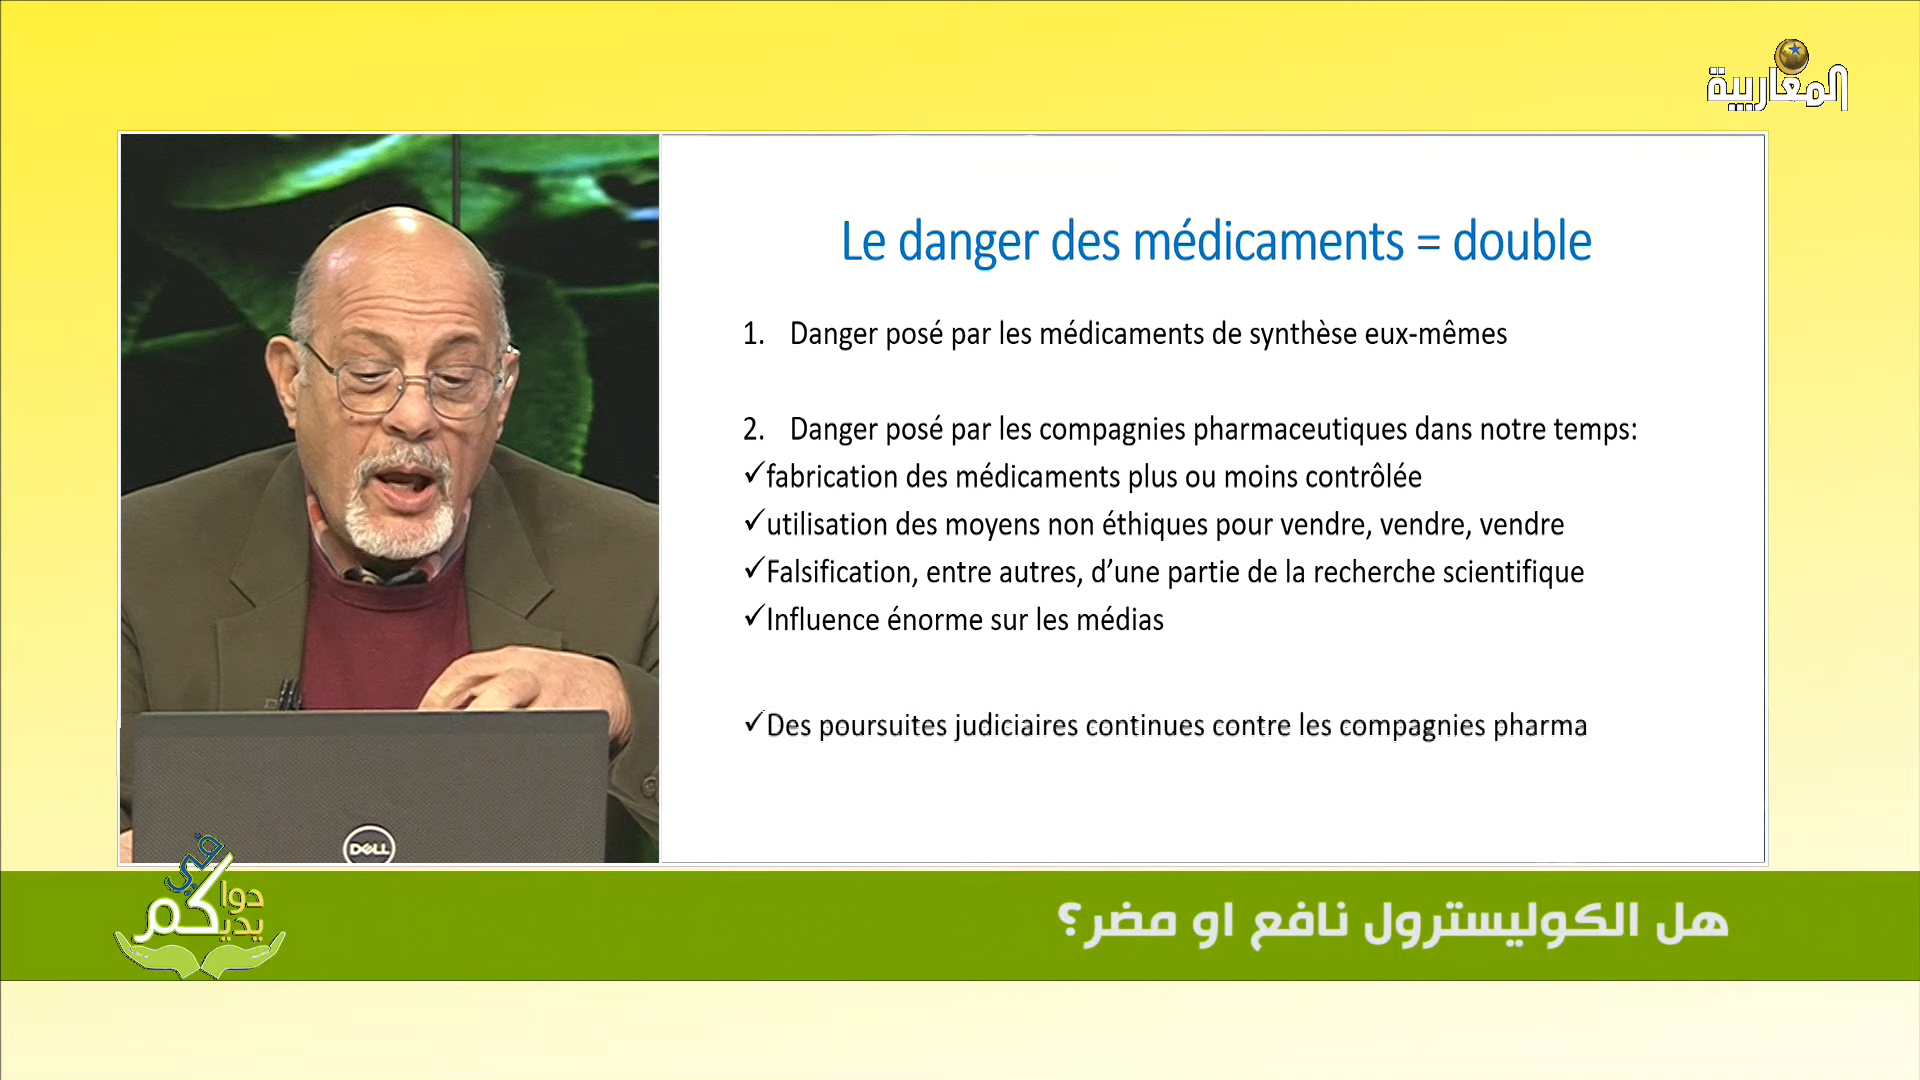 المغاربية
Le danger des médicaments = double
1. Danger posé par les médicaments de synthèse eux-mêmes
2. Danger posé par les compagnies pharmaceutiques dans notre temps:
✓fabrication des médicaments plus ou moins contrôlée
✓utilisation des moyens non éthiques pour vendre, vendre, vendre
✓Falsification, entre autres, d’une partie de la recherche scientifique
✓Influence énorme sur les médias
✓Des poursuites judiciaires continues contre les compagnies pharma
DELL
دواكم في يديكم
هل الكوليسترول نافع او مضر؟